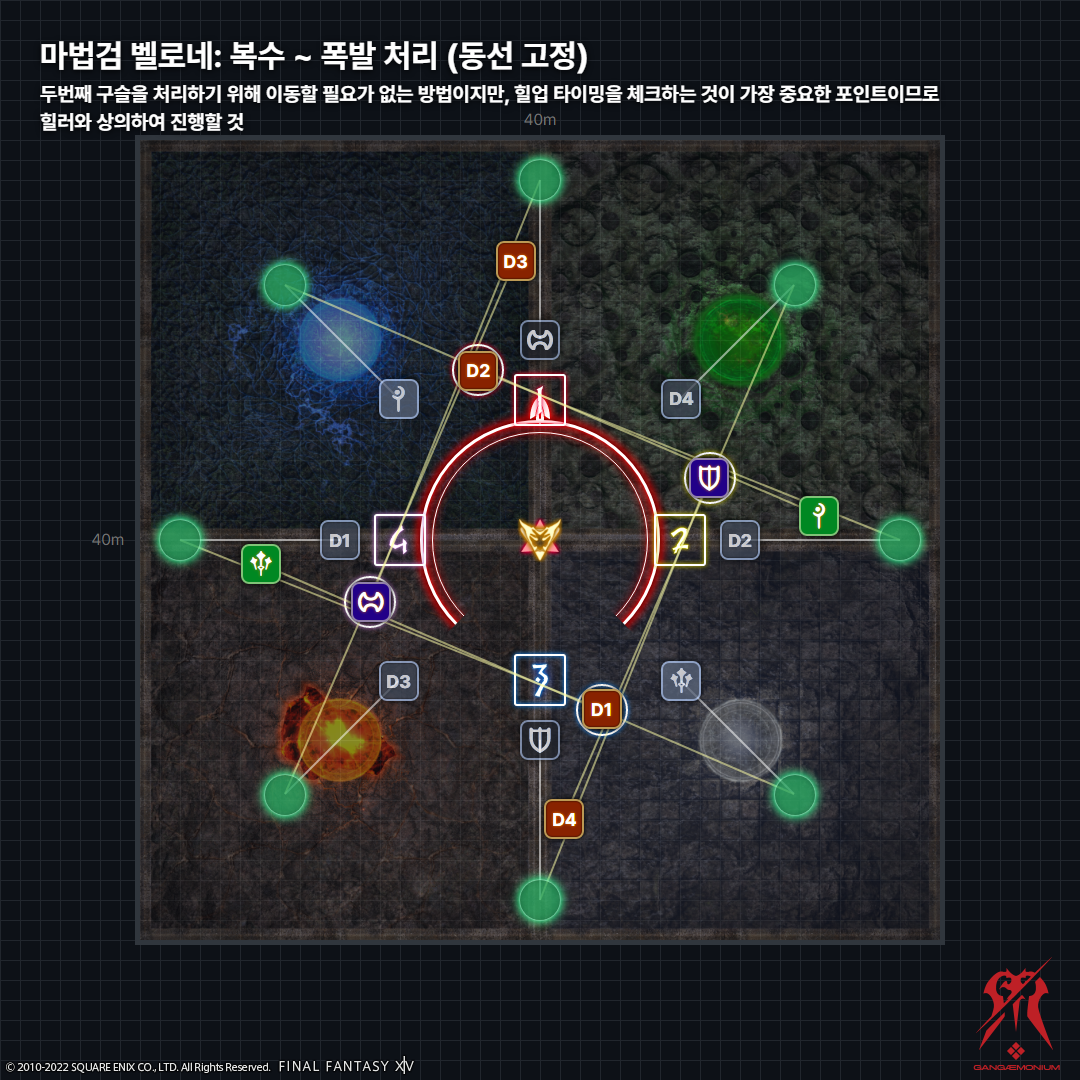 마법검 벨로네: 복수 ~ 폭발 처리 (동선 고정)
두번째 구슬을 처리하기 위해 이동할 필요가 없는 방법이지만, 힐업 타이밍을 체크하는 것이 가장 중요한 포인트이므로
힐러와 상의하여 진행할 것
40m
D3
D2
D4
40m
D1
4
2
D2
D3
3
D1
D4
© 2010-2022 SQUARE ENIX CO., LTD. All Rights Reserved. FINAL FANTASY XIV
GANGÆMONIUM